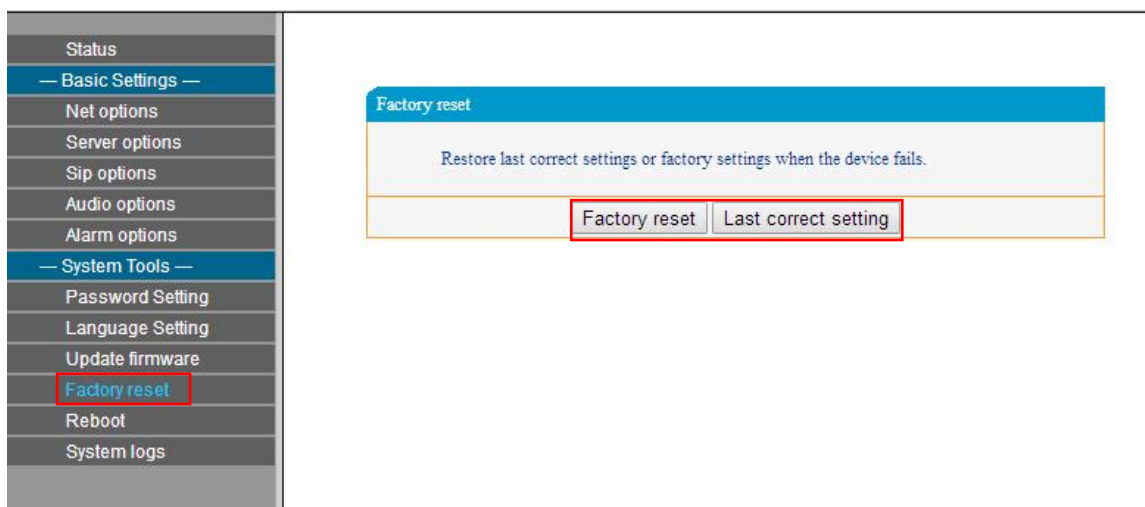 Status
— Basic Settings —
Net options
Server options
Sip options
Audio options
Alarm options
— System Tools —
Password Setting
Language Setting
Update firmware
Factory reset
Reboot
System logs
Factory reset
Restore last correct settings or factory settings when the device fails.
Factory reset Last correct setting